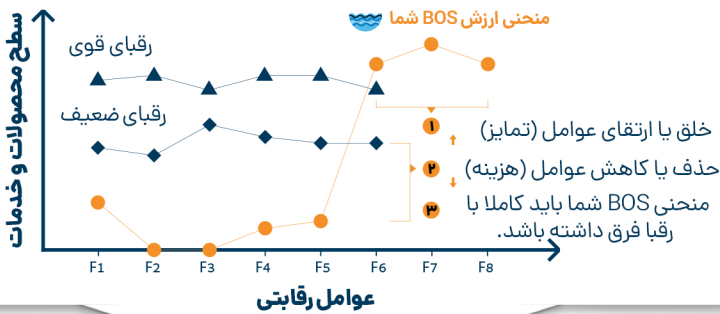 منحنی ارزش BOS شما
سطح محصولات و خدمات
رقبای قوی
رقبای ضعیف
۱
خلق یا ارتقای عوامل (تمایز)
۲
حذف یا کاهش عوامل (هزینه)
۳
منحنی BOS شما باید کاملا با
رقبا فرق داشته باشد.
F1 F2 F3 F4 F5 F6 F7 F8
عوامل رقابتی